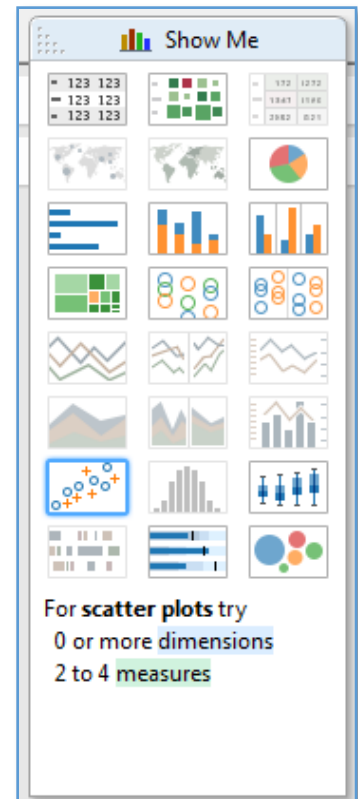 Show Me
123 123
123 123
123 123
For scatter plots try
0 or more dimensions
2 to 4 measures